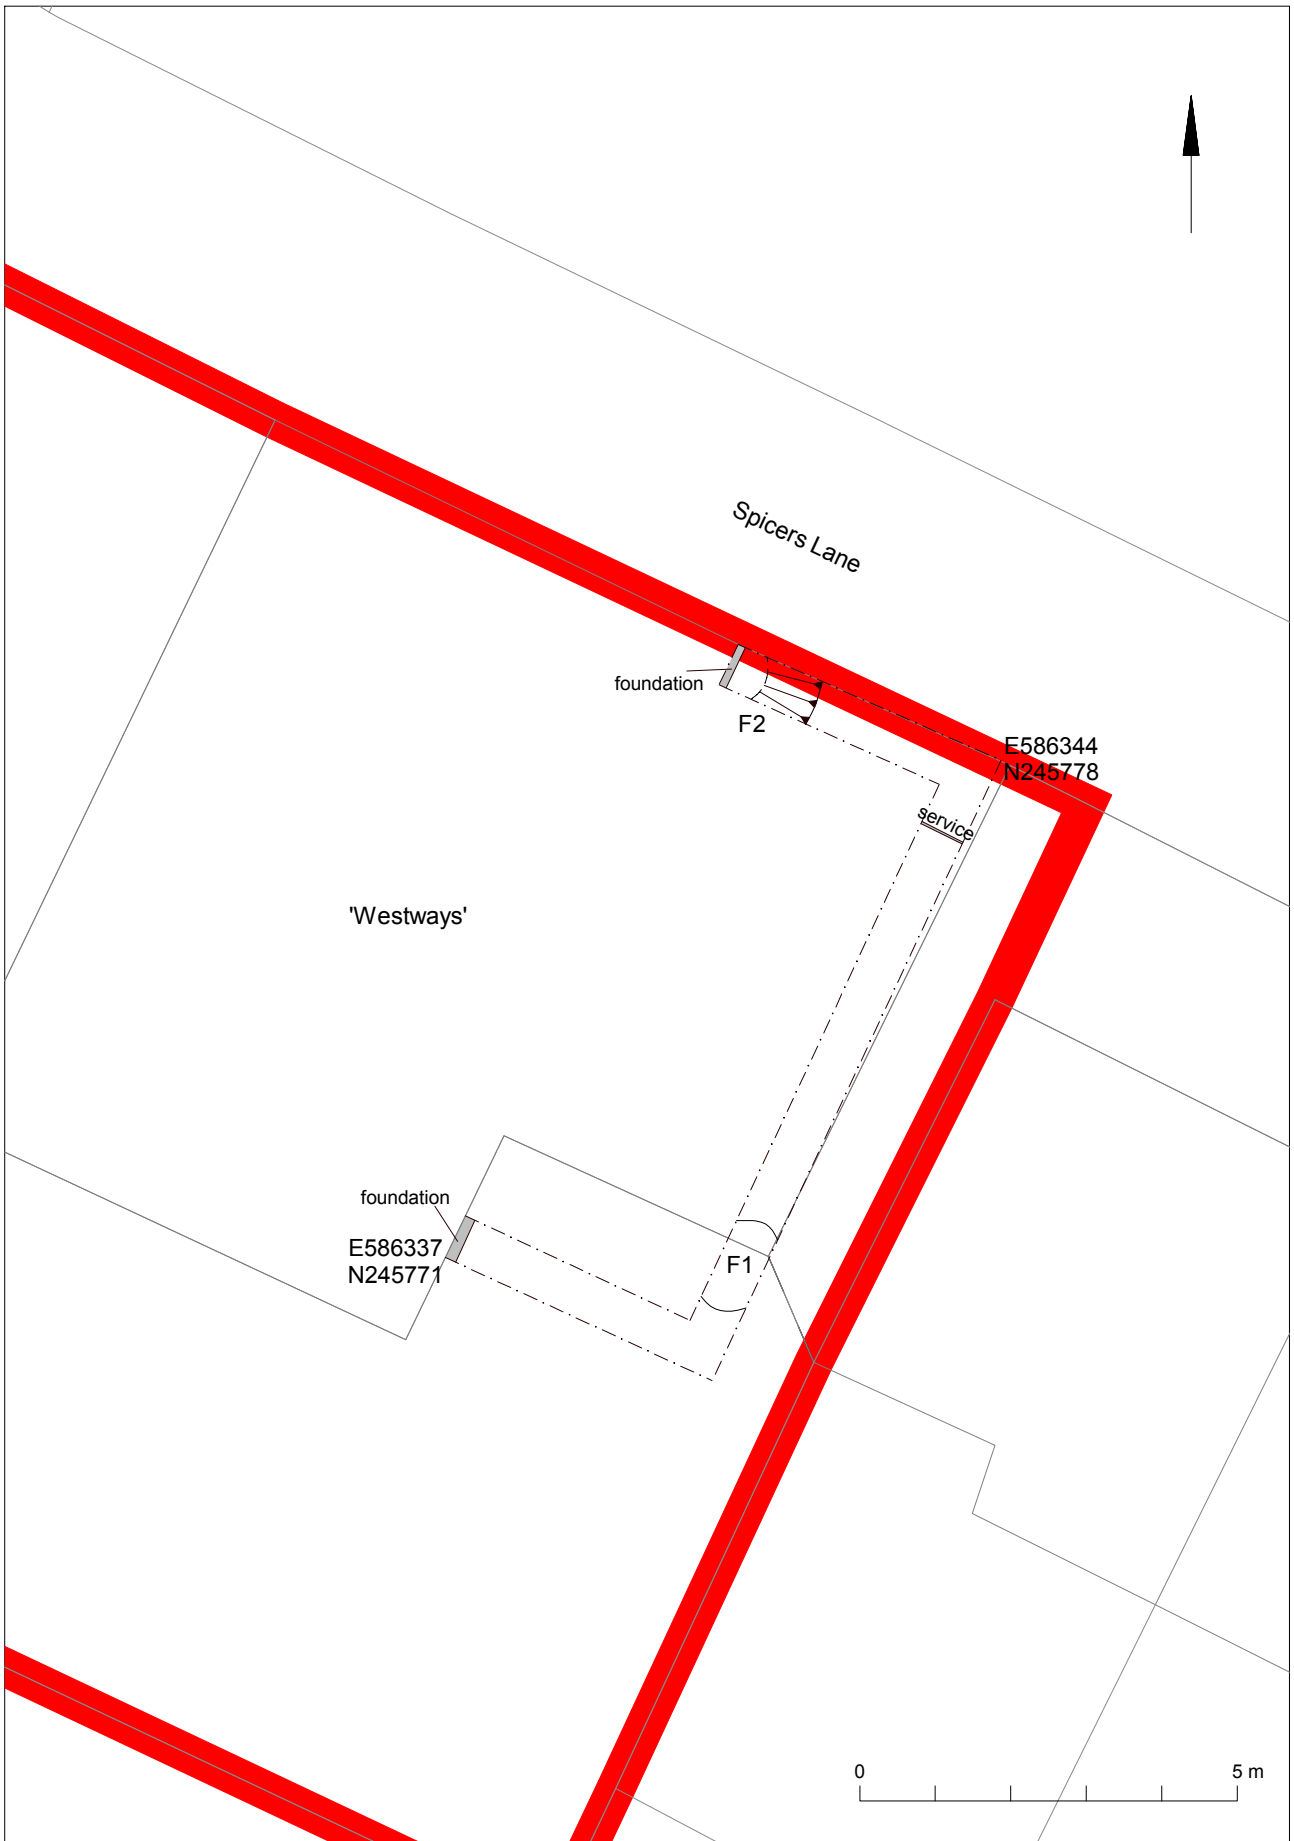 Spicers Lane
foundation
F2
E586344
N245778
service
'Westways'
foundation
E586337
N245771
F1
0 5 m